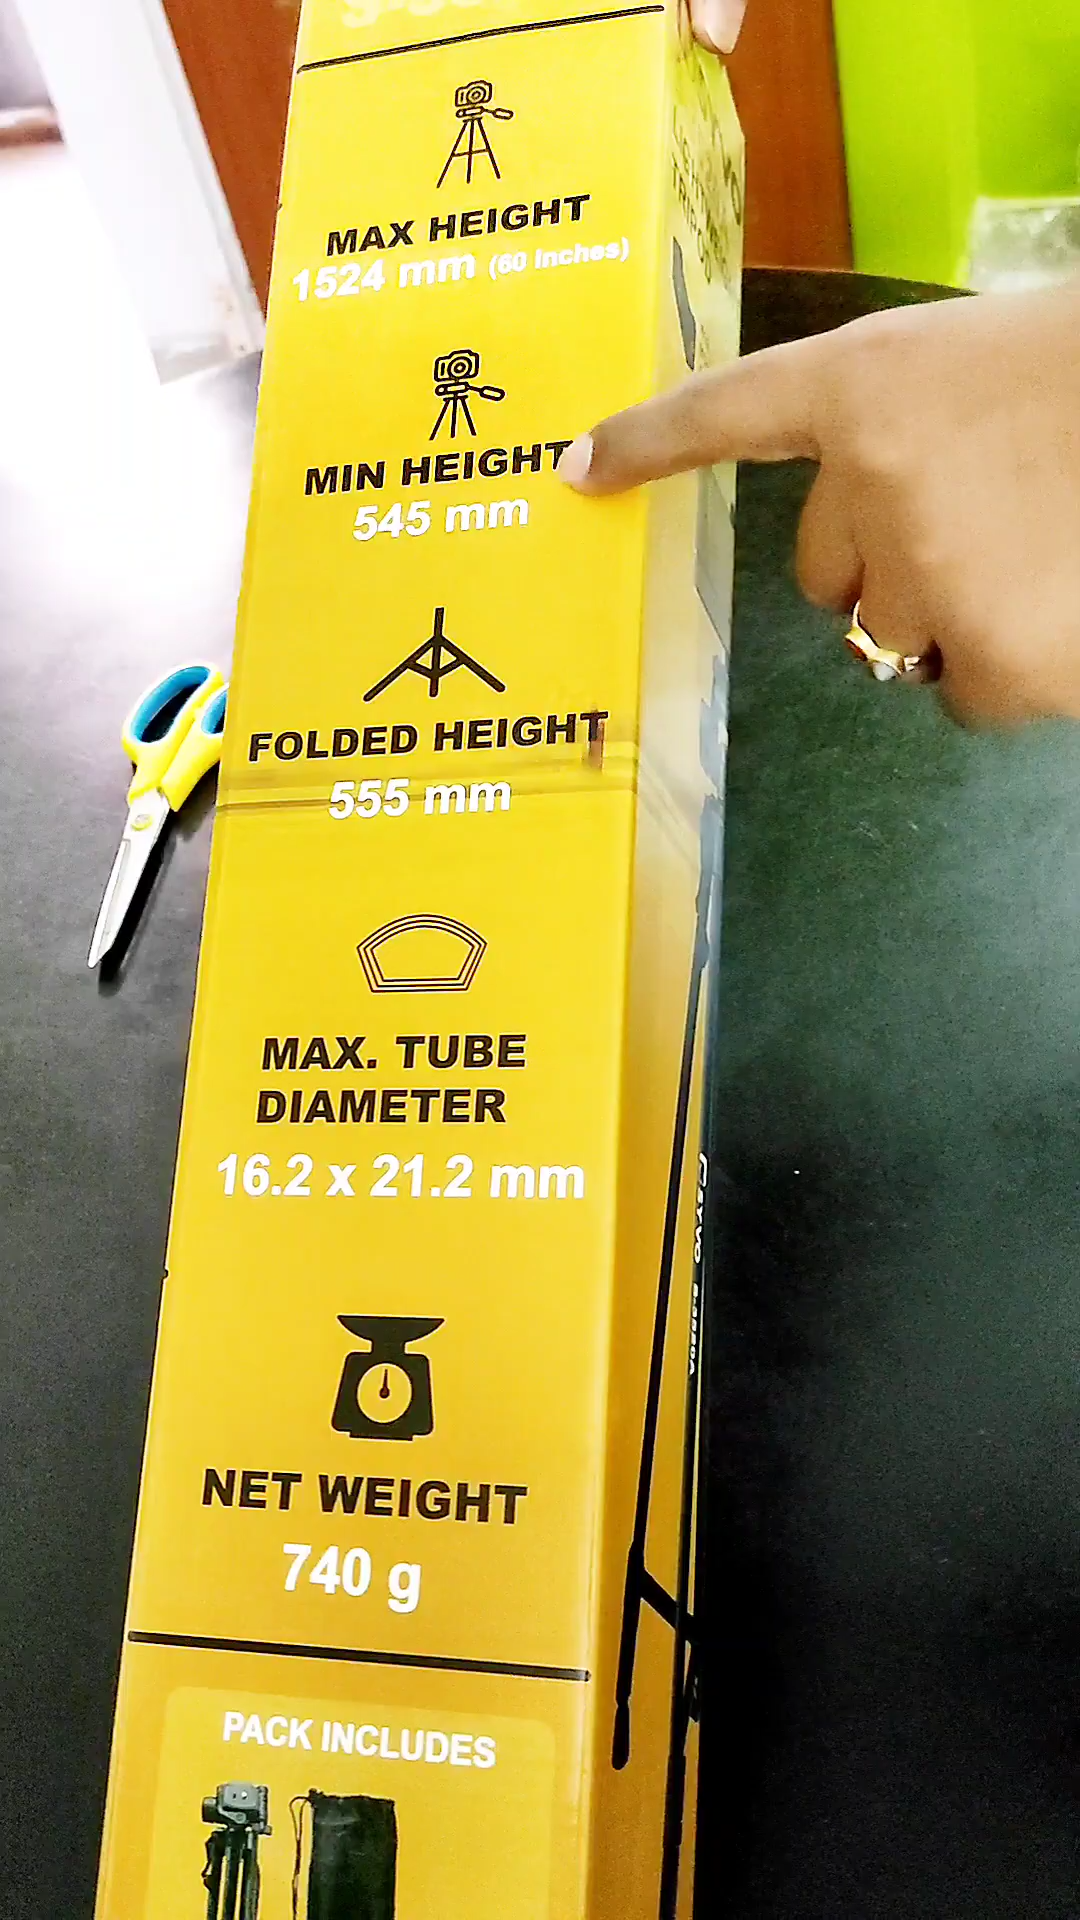 MAX HEIGHT
1524 mm (60 Inches)
MIN HEIGHT
545 mm
FOLDED HEIGHT
555 mm
MAX. TUBE
DIAMETER
16.2 x 21.2 mm
NET WEIGHT
740 g
PACK INCLUDES
TRIPOD